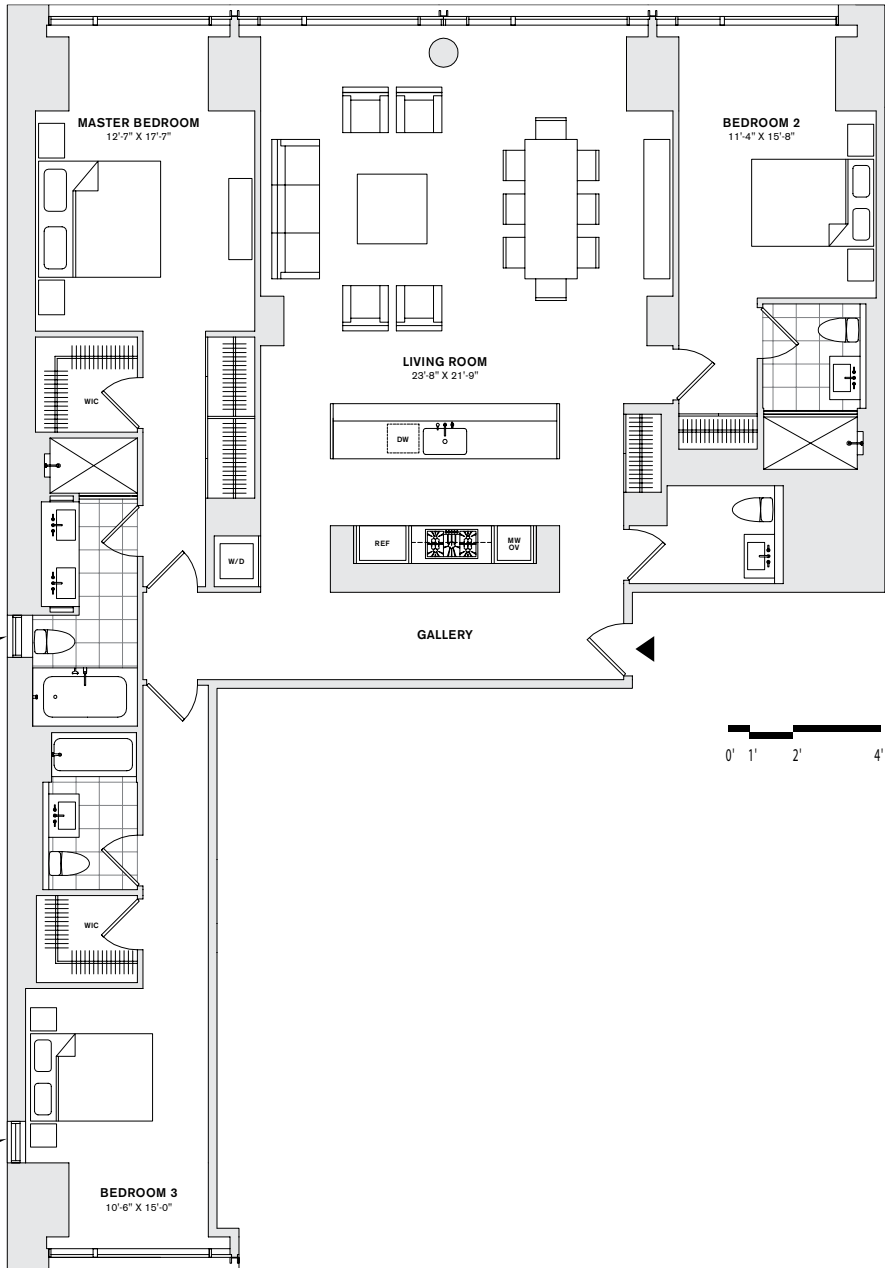 MASTER BEDROOM
12'-7" X 17'-7"
BEDROOM 2
11'-4" X 15'-8"
LIVING ROOM
23'-8" X 21'-9"
WIC
DW
REF
MW
OV
W/D
GALLERY
0' 1' 2' 4'
WIC
BEDROOM 3
10'-6" X 15'-0"